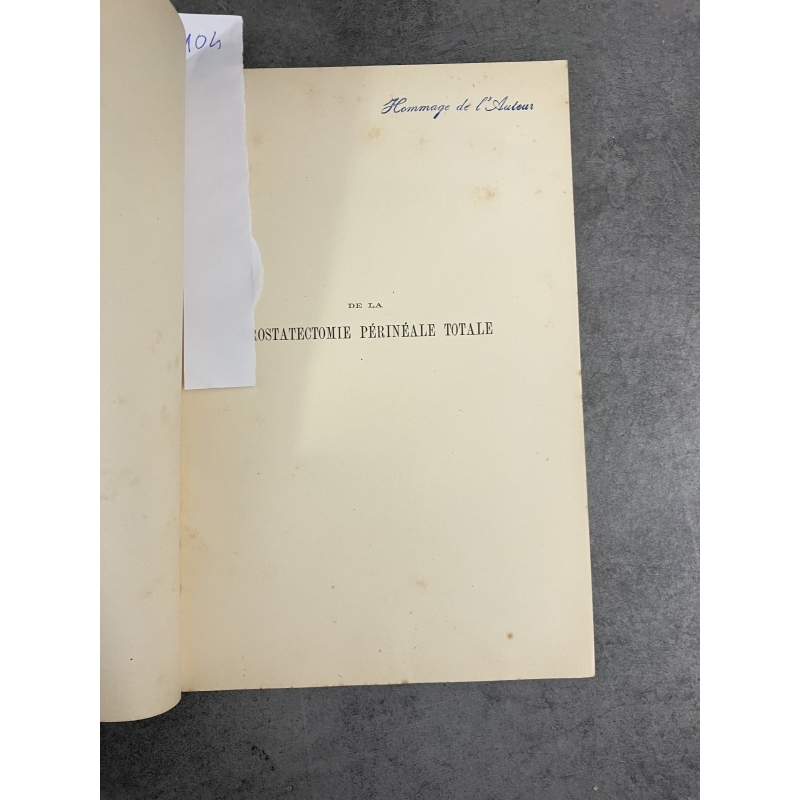 104
Hommage de l'Auteur
DE LA
ROSTATECTOMIE PÉRINÉALE TOTALE